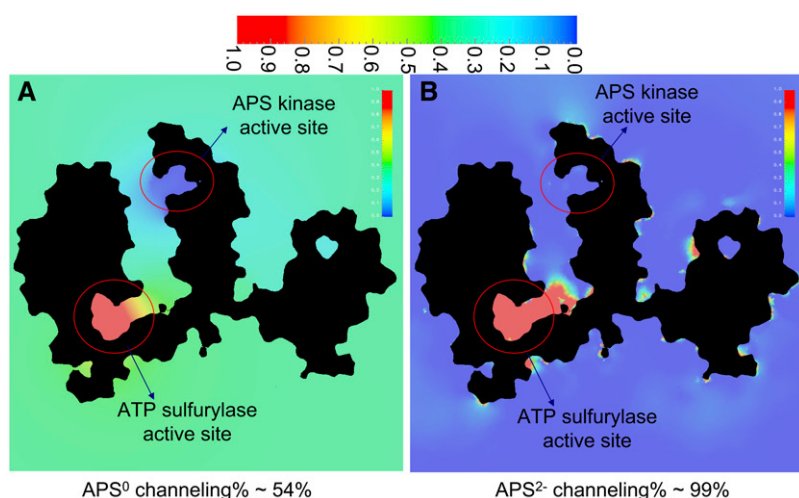 1.0 0.9 0.8 0.7 0.6 0.5 0.4 0.3 0.2 0.1 0.0
A
APS kinase
active site
ATP sulfurylase
active site
B
APS kinase
active site
ATP sulfurylase
active site
APS⁰ channeling% ~ 54%
APS²⁻ channeling% ~ 99%